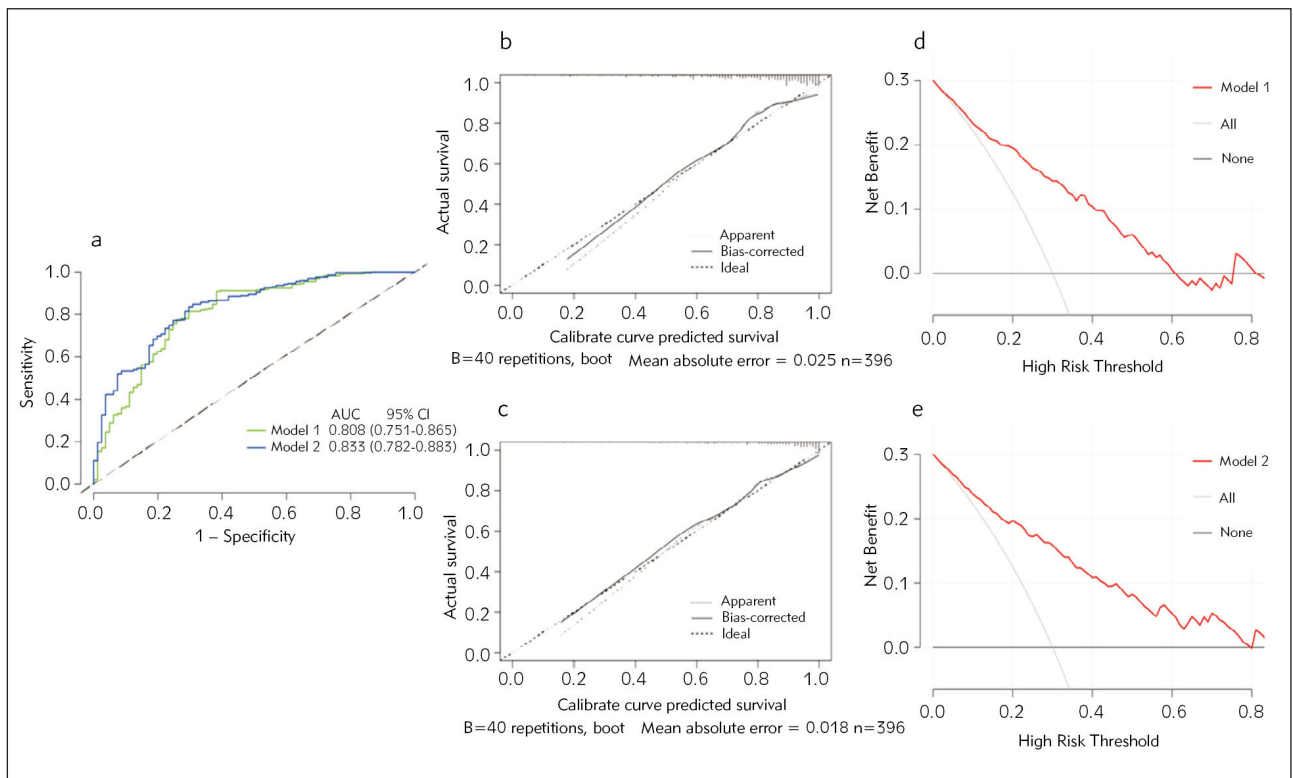 a
1.0
0.8
0.6
0.4
0.2
0.0
Sensitivity
AUC 95% CI
Model 1 0.808 (0.751-0.865)
Model 2 0.833 (0.782-0.883)
0.0 0.2 0.4 0.6 0.8 1.0
1 – Specificity
b
1.0
0.8
0.6
0.4
0.2
0.0
Actual survival
Apparent
Bias-corrected
Ideal
0.0 0.2 0.4 0.6 0.8 1.0
Calibrate curve predicted survival
B=40 repetitions, boot Mean absolute error = 0.025 n=396
c
1.0
0.8
0.6
0.4
0.2
0.0
Actual survival
Apparent
Bias-corrected
Ideal
0.0 0.2 0.4 0.6 0.8 1.0
Calibrate curve predicted survival
B=40 repetitions, boot Mean absolute error = 0.018 n=396
d
0.3
0.2
0.1
0.0
Net Benefit
Model 1
All
None
0.0 0.2 0.4 0.6 0.8
High Risk Threshold
e
0.3
0.2
0.1
0.0
Net Benefit
Model 2
All
None
0.0 0.2 0.4 0.6 0.8
High Risk Threshold